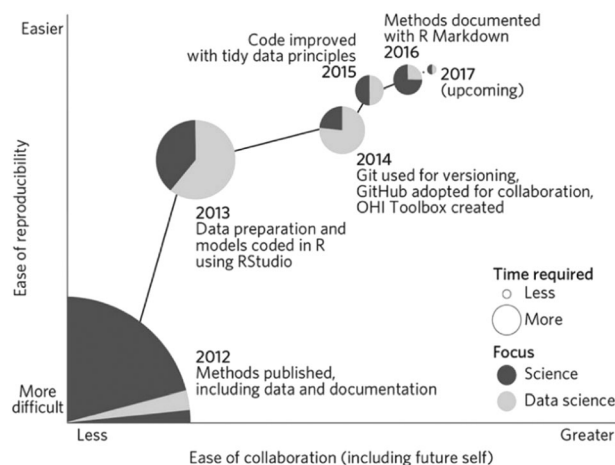 Easier
Methods documented
with R Markdown
2016
Code improved
with tidy data principles
2015
2017
(upcoming)
2014
Git used for versioning,
GitHub adopted for collaboration,
OHI Toolbox created
2013
Data preparation and
models coded in R
using RStudio
Ease of reproducibility
Time required
Less
More
2012
Methods published,
including data and documentation
Focus
Science
Data science
More
difficult
Less
Greater
Ease of collaboration (including future self)